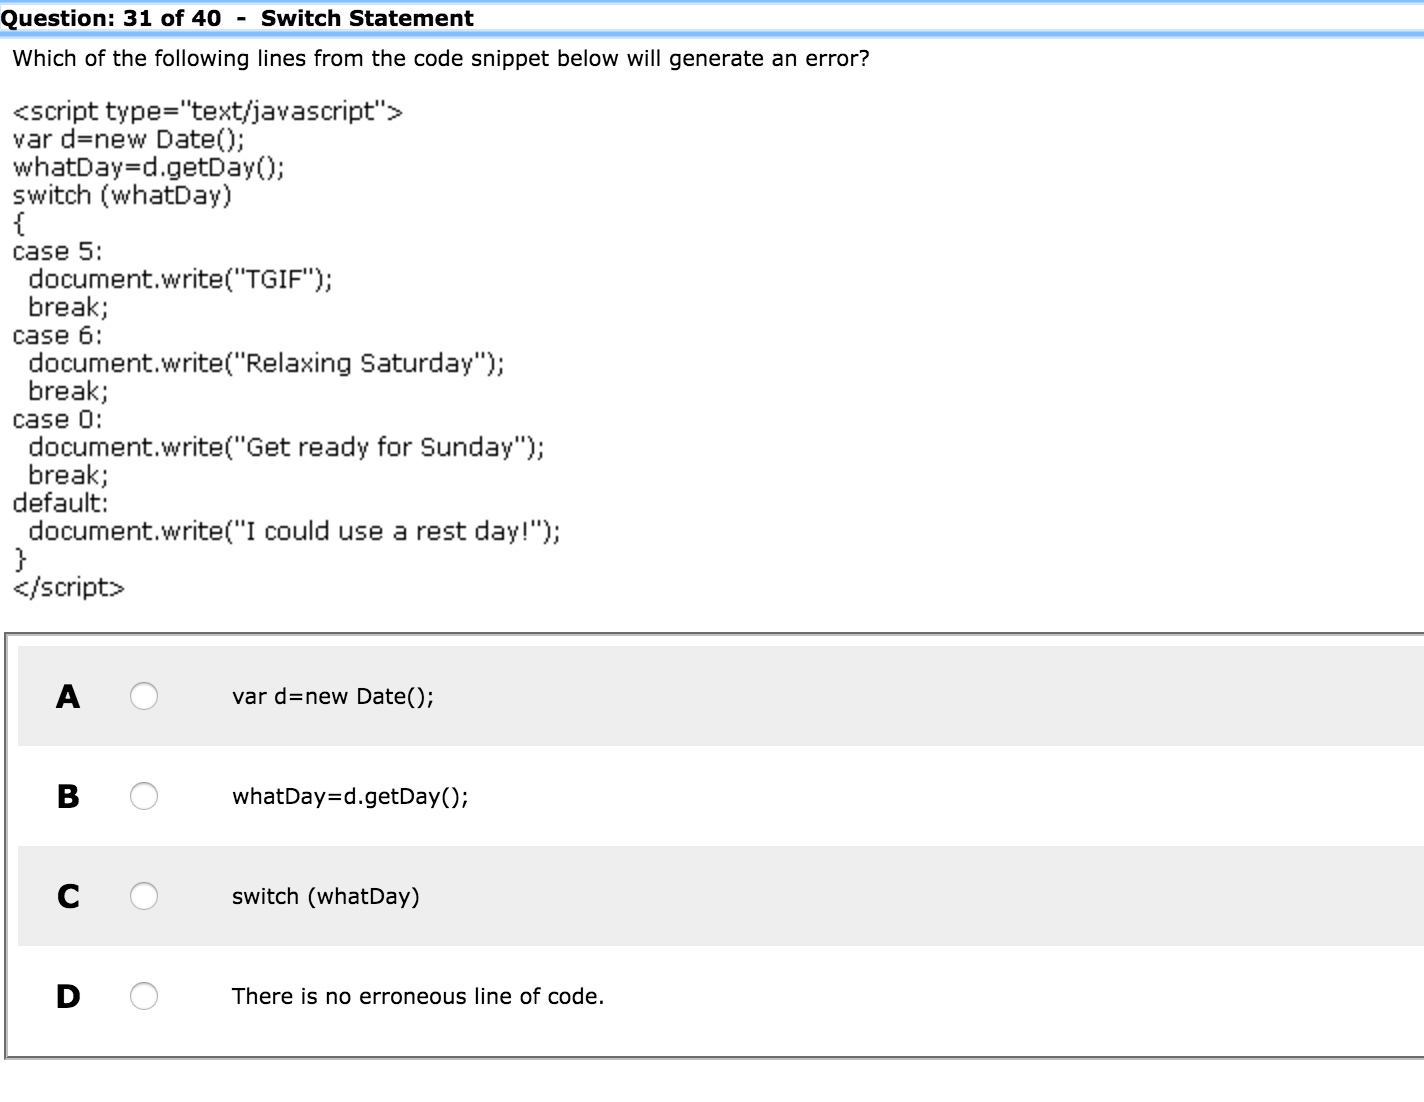 Question: 31 of 40 - Switch Statement
Which of the following lines from the code snippet below will generate an error?
<script type="text/javascript">
var d=new Date();
whatDay=d.getDay();
switch (whatDay)
{
case 5:
document.write("TGIF");
break;
case 6:
document.write("Relaxing Saturday");
break;
case 0:
document.write("Get ready for Sunday");
break;
default:
document.write("I could use a rest day!");
}
</script>
A var d=new Date();
B whatDay=d.getDay();
C switch (whatDay)
D There is no erroneous line of code.